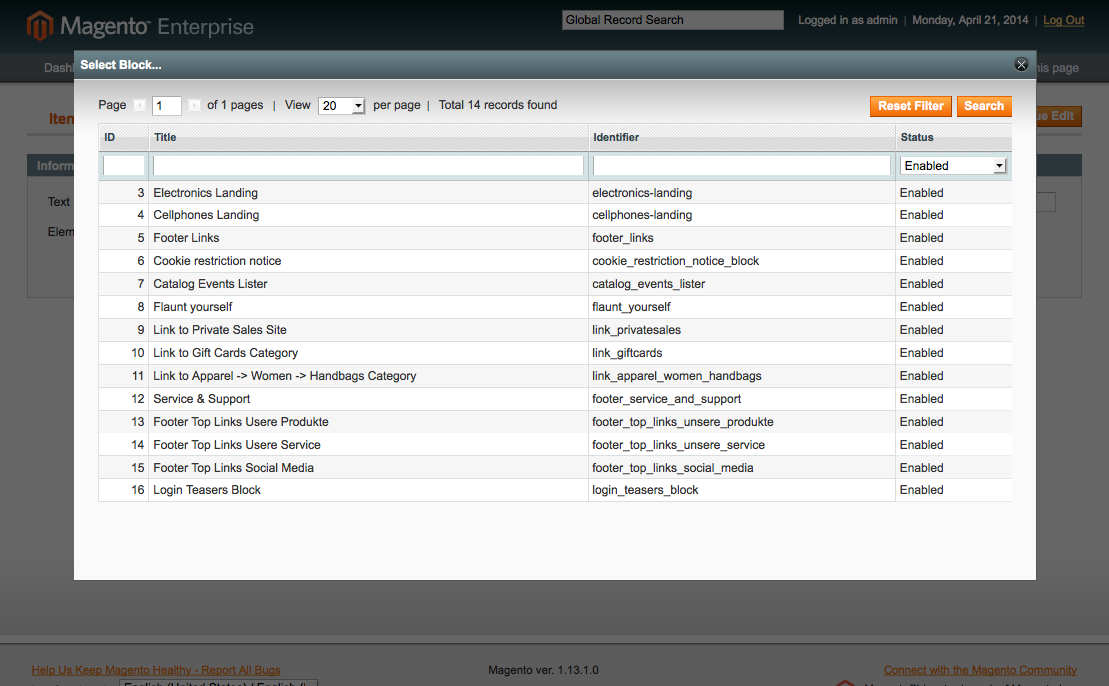 Magento™ Enterprise
Global Record Search
Logged in as admin | Monday, April 21, 2014 | Log Out
Select Block...
his page
Page 1 of 1 pages | View 20 per page | Total 14 records found
Reset Filter Search
ue Edit
ID Title Identifier Status
Inform
Enabled
3 Electronics Landing electronics-landing Enabled
Text
4 Cellphones Landing cellphones-landing Enabled
5 Footer Links footer_links Enabled
6 Cookie restriction notice cookie_restriction_notice_block Enabled
7 Catalog Events Lister catalog_events_lister Enabled
8 Flaunt yourself flaunt_yourself Enabled
9 Link to Private Sales Site link_privatesales Enabled
10 Link to Gift Cards Category link_giftcards Enabled
11 Link to Apparel -> Women -> Handbags Category link_apparel_women_handbags Enabled
12 Service & Support footer_service_and_support Enabled
13 Footer Top Links Usere Produkte footer_top_links_unsere_produkte Enabled
14 Footer Top Links Usere Service footer_top_links_unsere_service Enabled
15 Footer Top Links Social Media footer_top_links_social_media Enabled
16 Login Teasers Block login_teasers_block Enabled
Help Us Keep Magento Healthy - Report All Bugs Magento ver. 1.13.1.0 Connect with the Magento Community